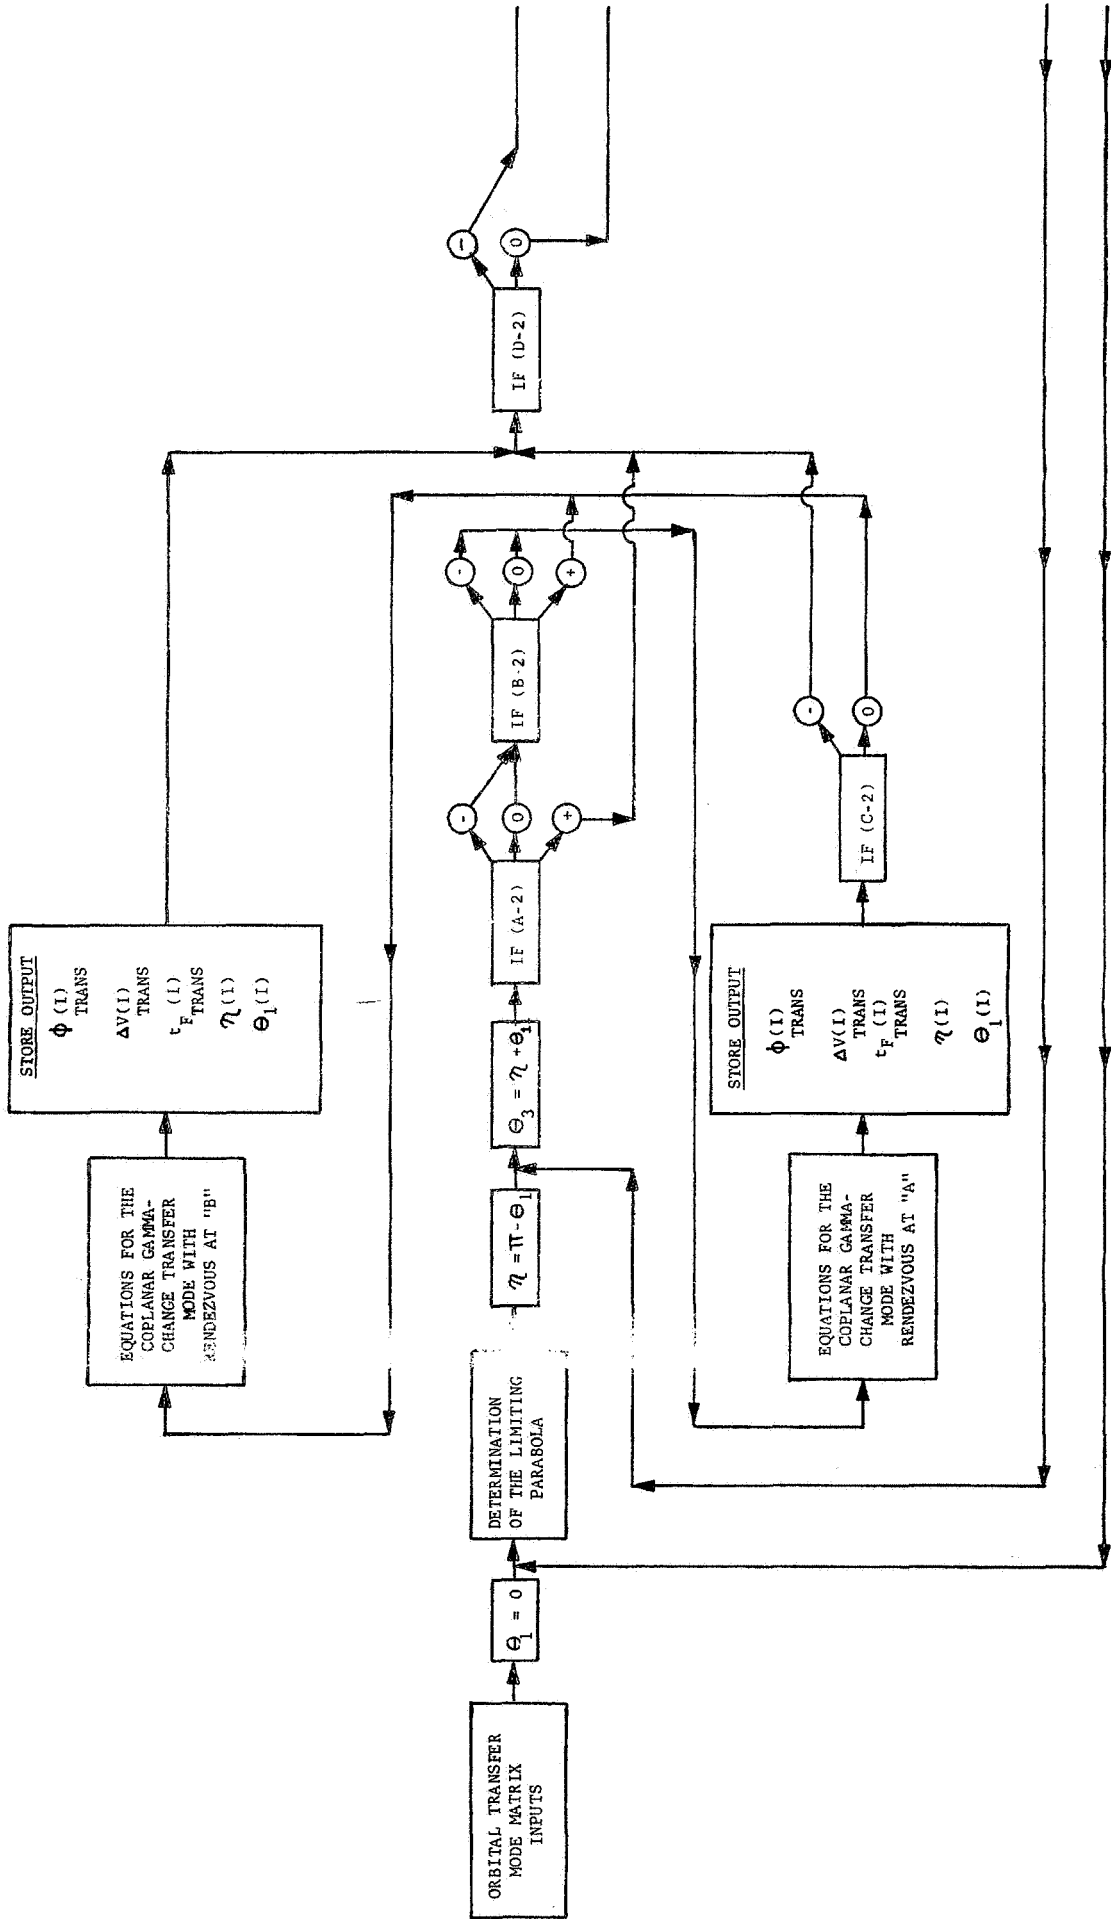 ORBITAL TRANSFER
MODE MATRIX
INPUTS
Θ₁ = 0
DETERMINATION
OF THE LIMITING
PARABOLA
η = π - Θ₁
Θ₃ = η + Θ₁
IF (A-2)
-
0
+
IF (B-2)
-
0
+
EQUATIONS FOR THE
COPLANAR GAMMA-
CHANGE TRANSFER
MODE WITH
RENDEZVOUS AT "B"
STORE OUTPUT
ϕ(I)
TRANS
ΔV(I)
TRANS
t_F(I)
TRANS
η(I)
Θ₁(I)
EQUATIONS FOR THE
COPLANAR GAMMA-
CHANGE TRANSFER
MODE WITH
RENDEZVOUS AT "A"
STORE OUTPUT
ϕ(I)
TRANS
ΔV(I)
TRANS
t_F(I)
TRANS
η(I)
Θ₁(I)
IF (C-2)
-
0
IF (D-2)
-
0